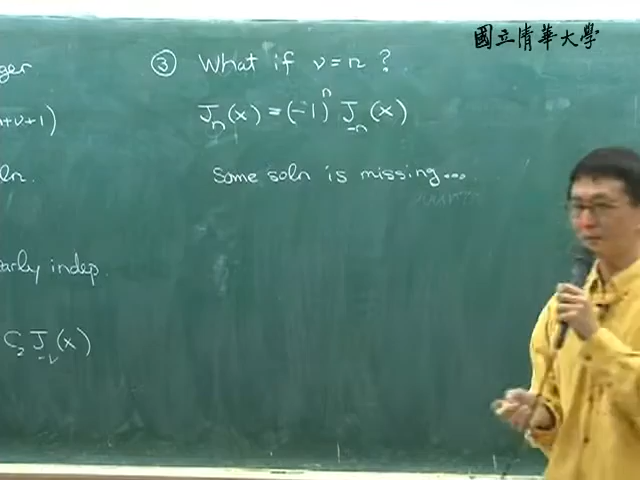 國立清華大學
ger
n+ν+1)
ln.
early indep.
C₂ J₋ᵥ(x)
③ What if ν = n ?
Jₙ(x) = (-1)ⁿ J₋ₙ(x)
Some soln is missing...